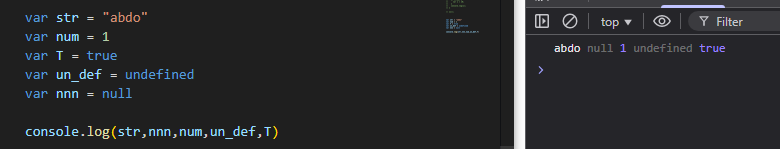 var str = "abdo"
var num = 1
var T = true
var un_def = undefined
var nnn = null
console.log(str,nnn,num,un_def,T)
top
Filter
abdo null 1 undefined true